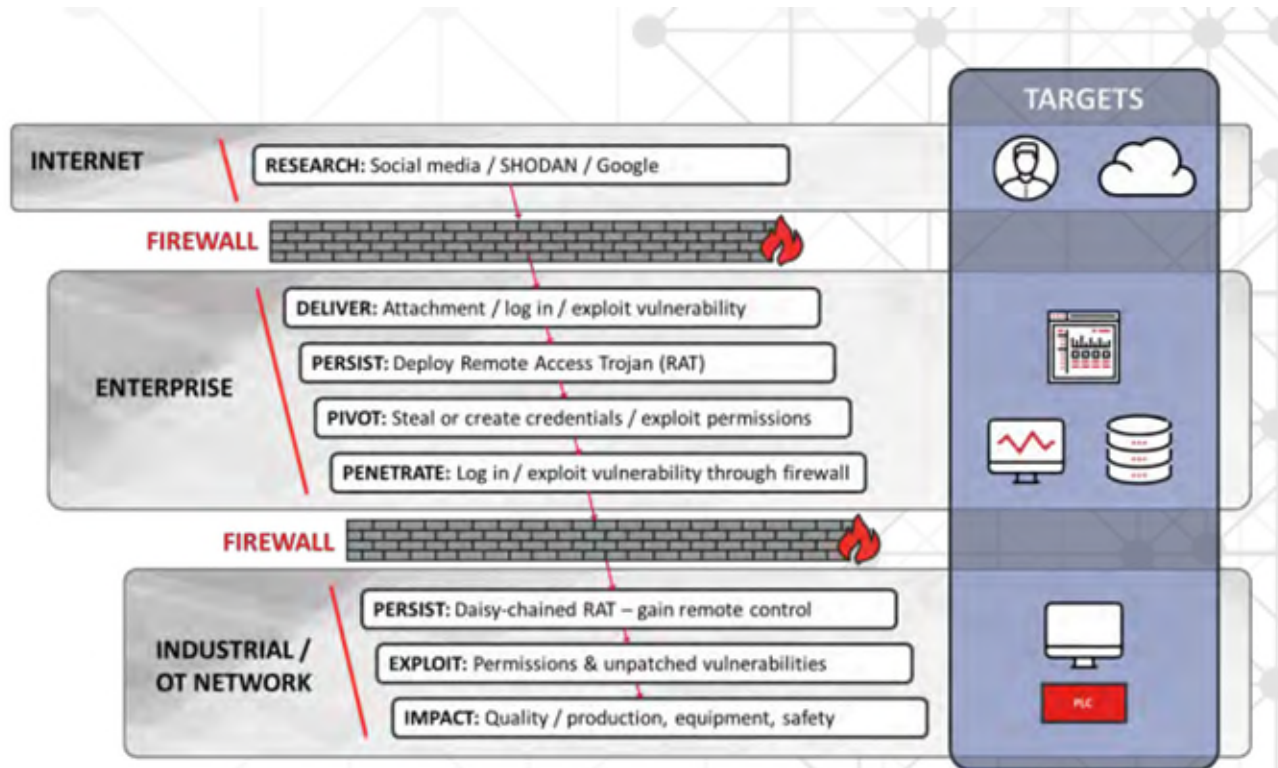 TARGETS
INTERNET
RESEARCH: Social media / SHODAN / Google
FIREWALL
DELIVER: Attachment / log in / exploit vulnerability
PERSIST: Deploy Remote Access Trojan (RAT)
ENTERPRISE
PIVOT: Steal or create credentials / exploit permissions
PENETRATE: Log in / exploit vulnerability through firewall
FIREWALL
PERSIST: Daisy-chained RAT – gain remote control
INDUSTRIAL /
OT NETWORK
EXPLOIT: Permissions & unpatched vulnerabilities
IMPACT: Quality / production, equipment, safety
PLC